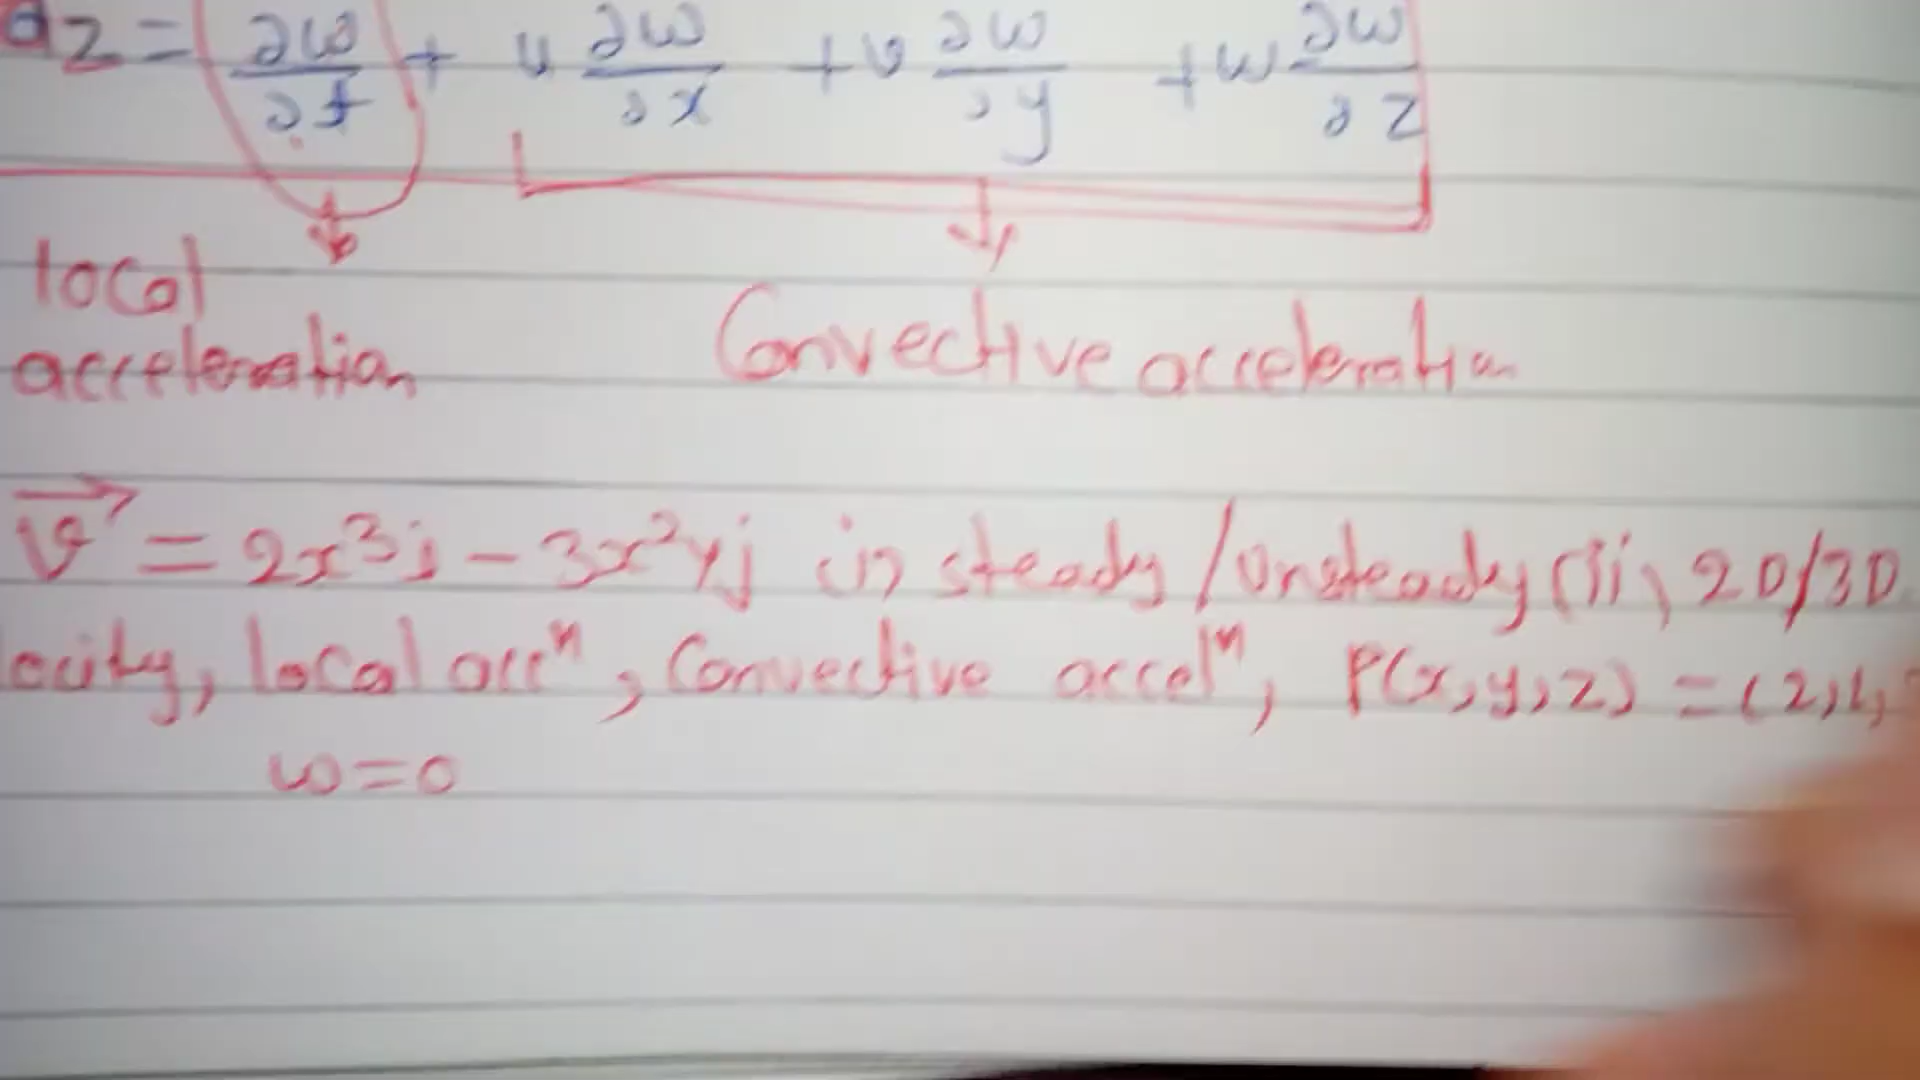 az = ∂w/∂t + u ∂w/∂x + v ∂w/∂y + w ∂w/∂z
local
acceleration Convective acceleration
v⃗ = 2x³i - 3x²yj (i) steady / Unsteady (ii) 2D/3D
locity, local accⁿ, Convective accelⁿ, P(x,y,z) = (2,1,
w=0